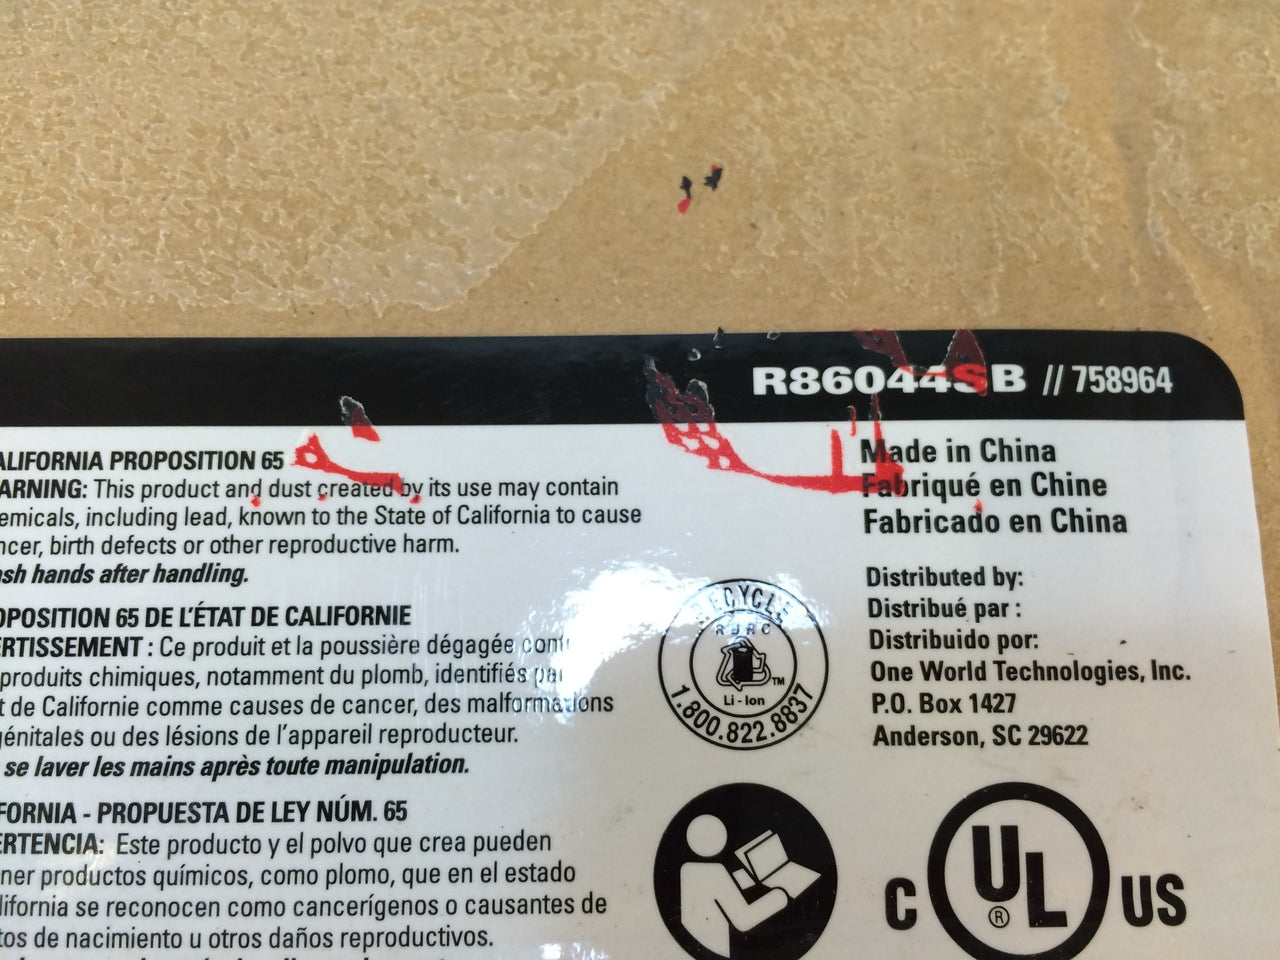 R86044SB // 758964
ALIFORNIA PROPOSITION 65
ARNING: This product and dust created by its use may contain
emicals, including lead, known to the State of California to cause
ncer, birth defects or other reproductive harm.
ash hands after handling.
OPOSITION 65 DE L'ÉTAT DE CALIFORNIE
ERTISSEMENT : Ce produit et la poussière dégagée
produits chimiques, notamment du plomb, identifiés
t de Californie comme causes de cancer, des malformations
génitales ou des lésions de l'appareil reproducteur.
se laver les mains après toute manipulation.
FORNIA - PROPUESTA DE LEY NÚM. 65
ERTENCIA: Este producto y el polvo que crea pueden
ner productos químicos, como plomo, que en el estado
lifornia se reconocen como cancerígenos o causantes de
tos de nacimiento u otros daños reproductivos.
Made in China
Fabriqué en Chine
Fabricado en China
Distributed by:
Distribué par :
Distribuido por:
One World Technologies, Inc.
P.O. Box 1427
Anderson, SC 29622
RECYCLE
RBRC
TM
Li - Ion
1.800.822.8837
C UL ® US